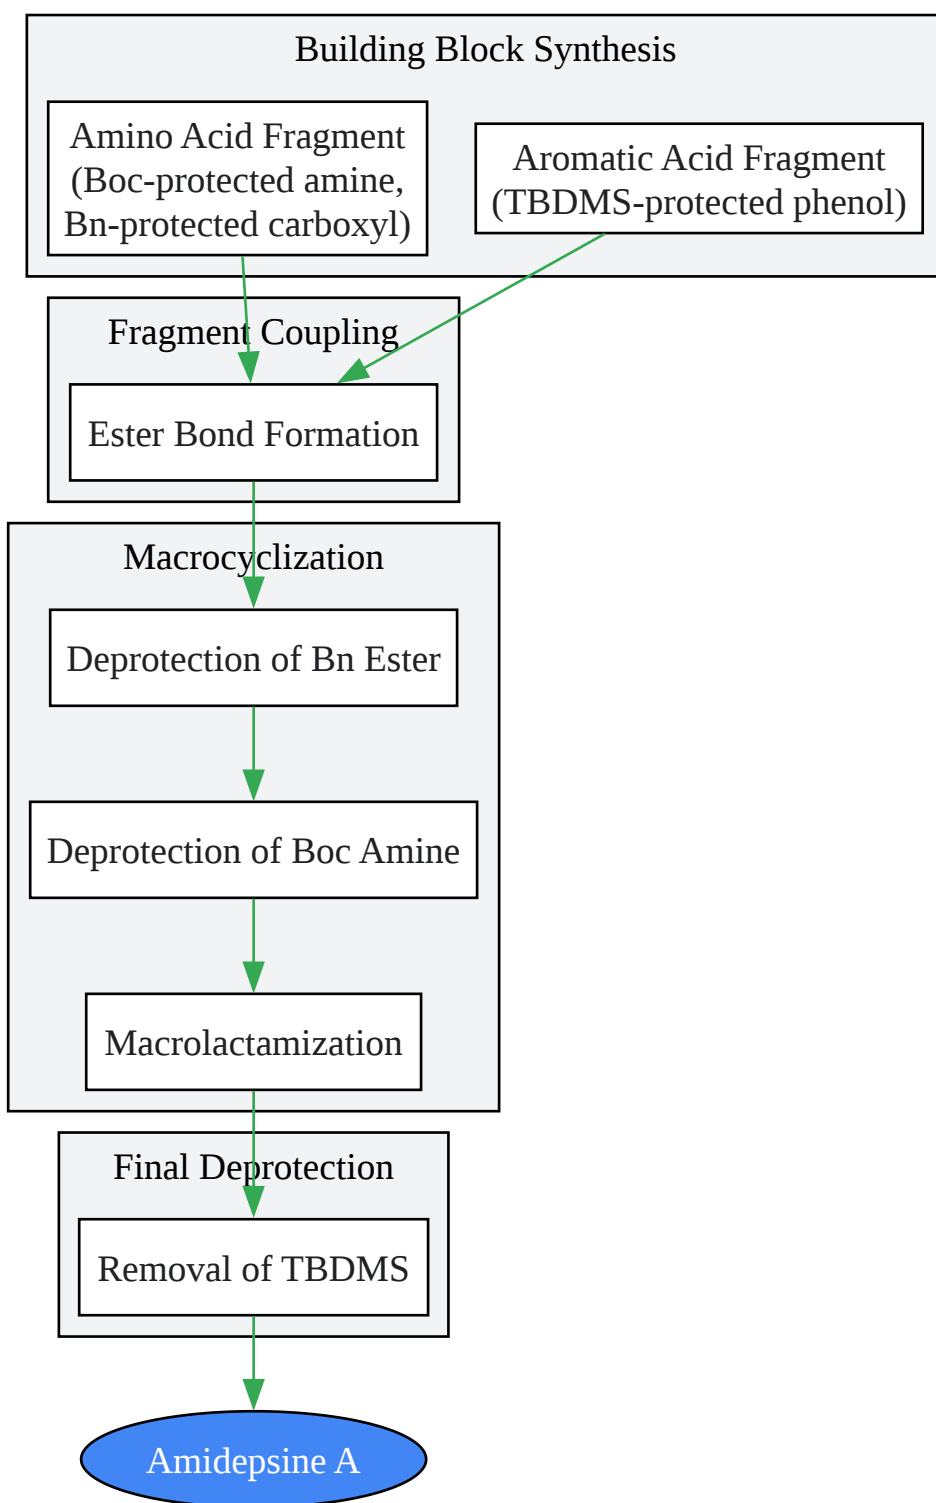 Building Block Synthesis
Amino Acid Fragment
(Boc-protected amine,
Bn-protected carboxyl)
Aromatic Acid Fragment
(TBDMS-protected phenol)
Fragment Coupling
Ester Bond Formation
Macrocyclization
Deprotection of Bn Ester
Deprotection of Boc Amine
Macrolactamization
Final Deprotection
Removal of TBDMS
Amidepsine A